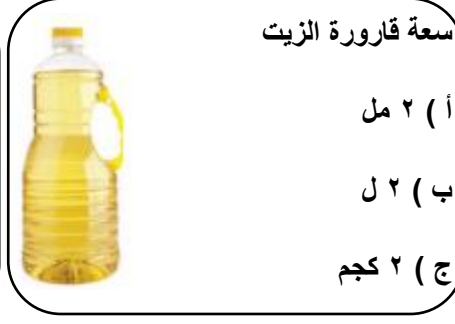 سعة قارورة الزيت
أ ) ٢ مل
ب ) ٢ ل
ج ) ٢ كجم